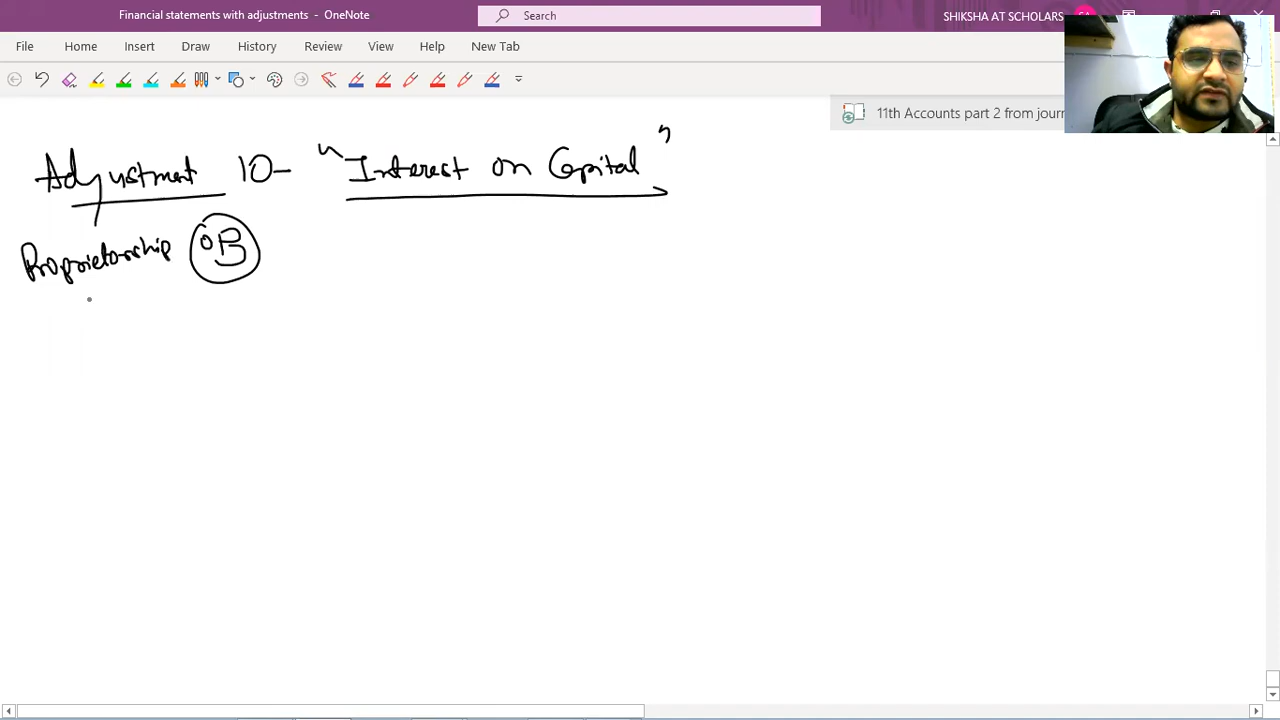 Financial statements with adjustments - OneNote
Search
SHIKSHA AT SCHOLARS
File Home Insert Draw History Review View Help New Tab
11th Accounts part 2 from journ
Adjustment 10- "Interest on Capital"
Proprietorship B